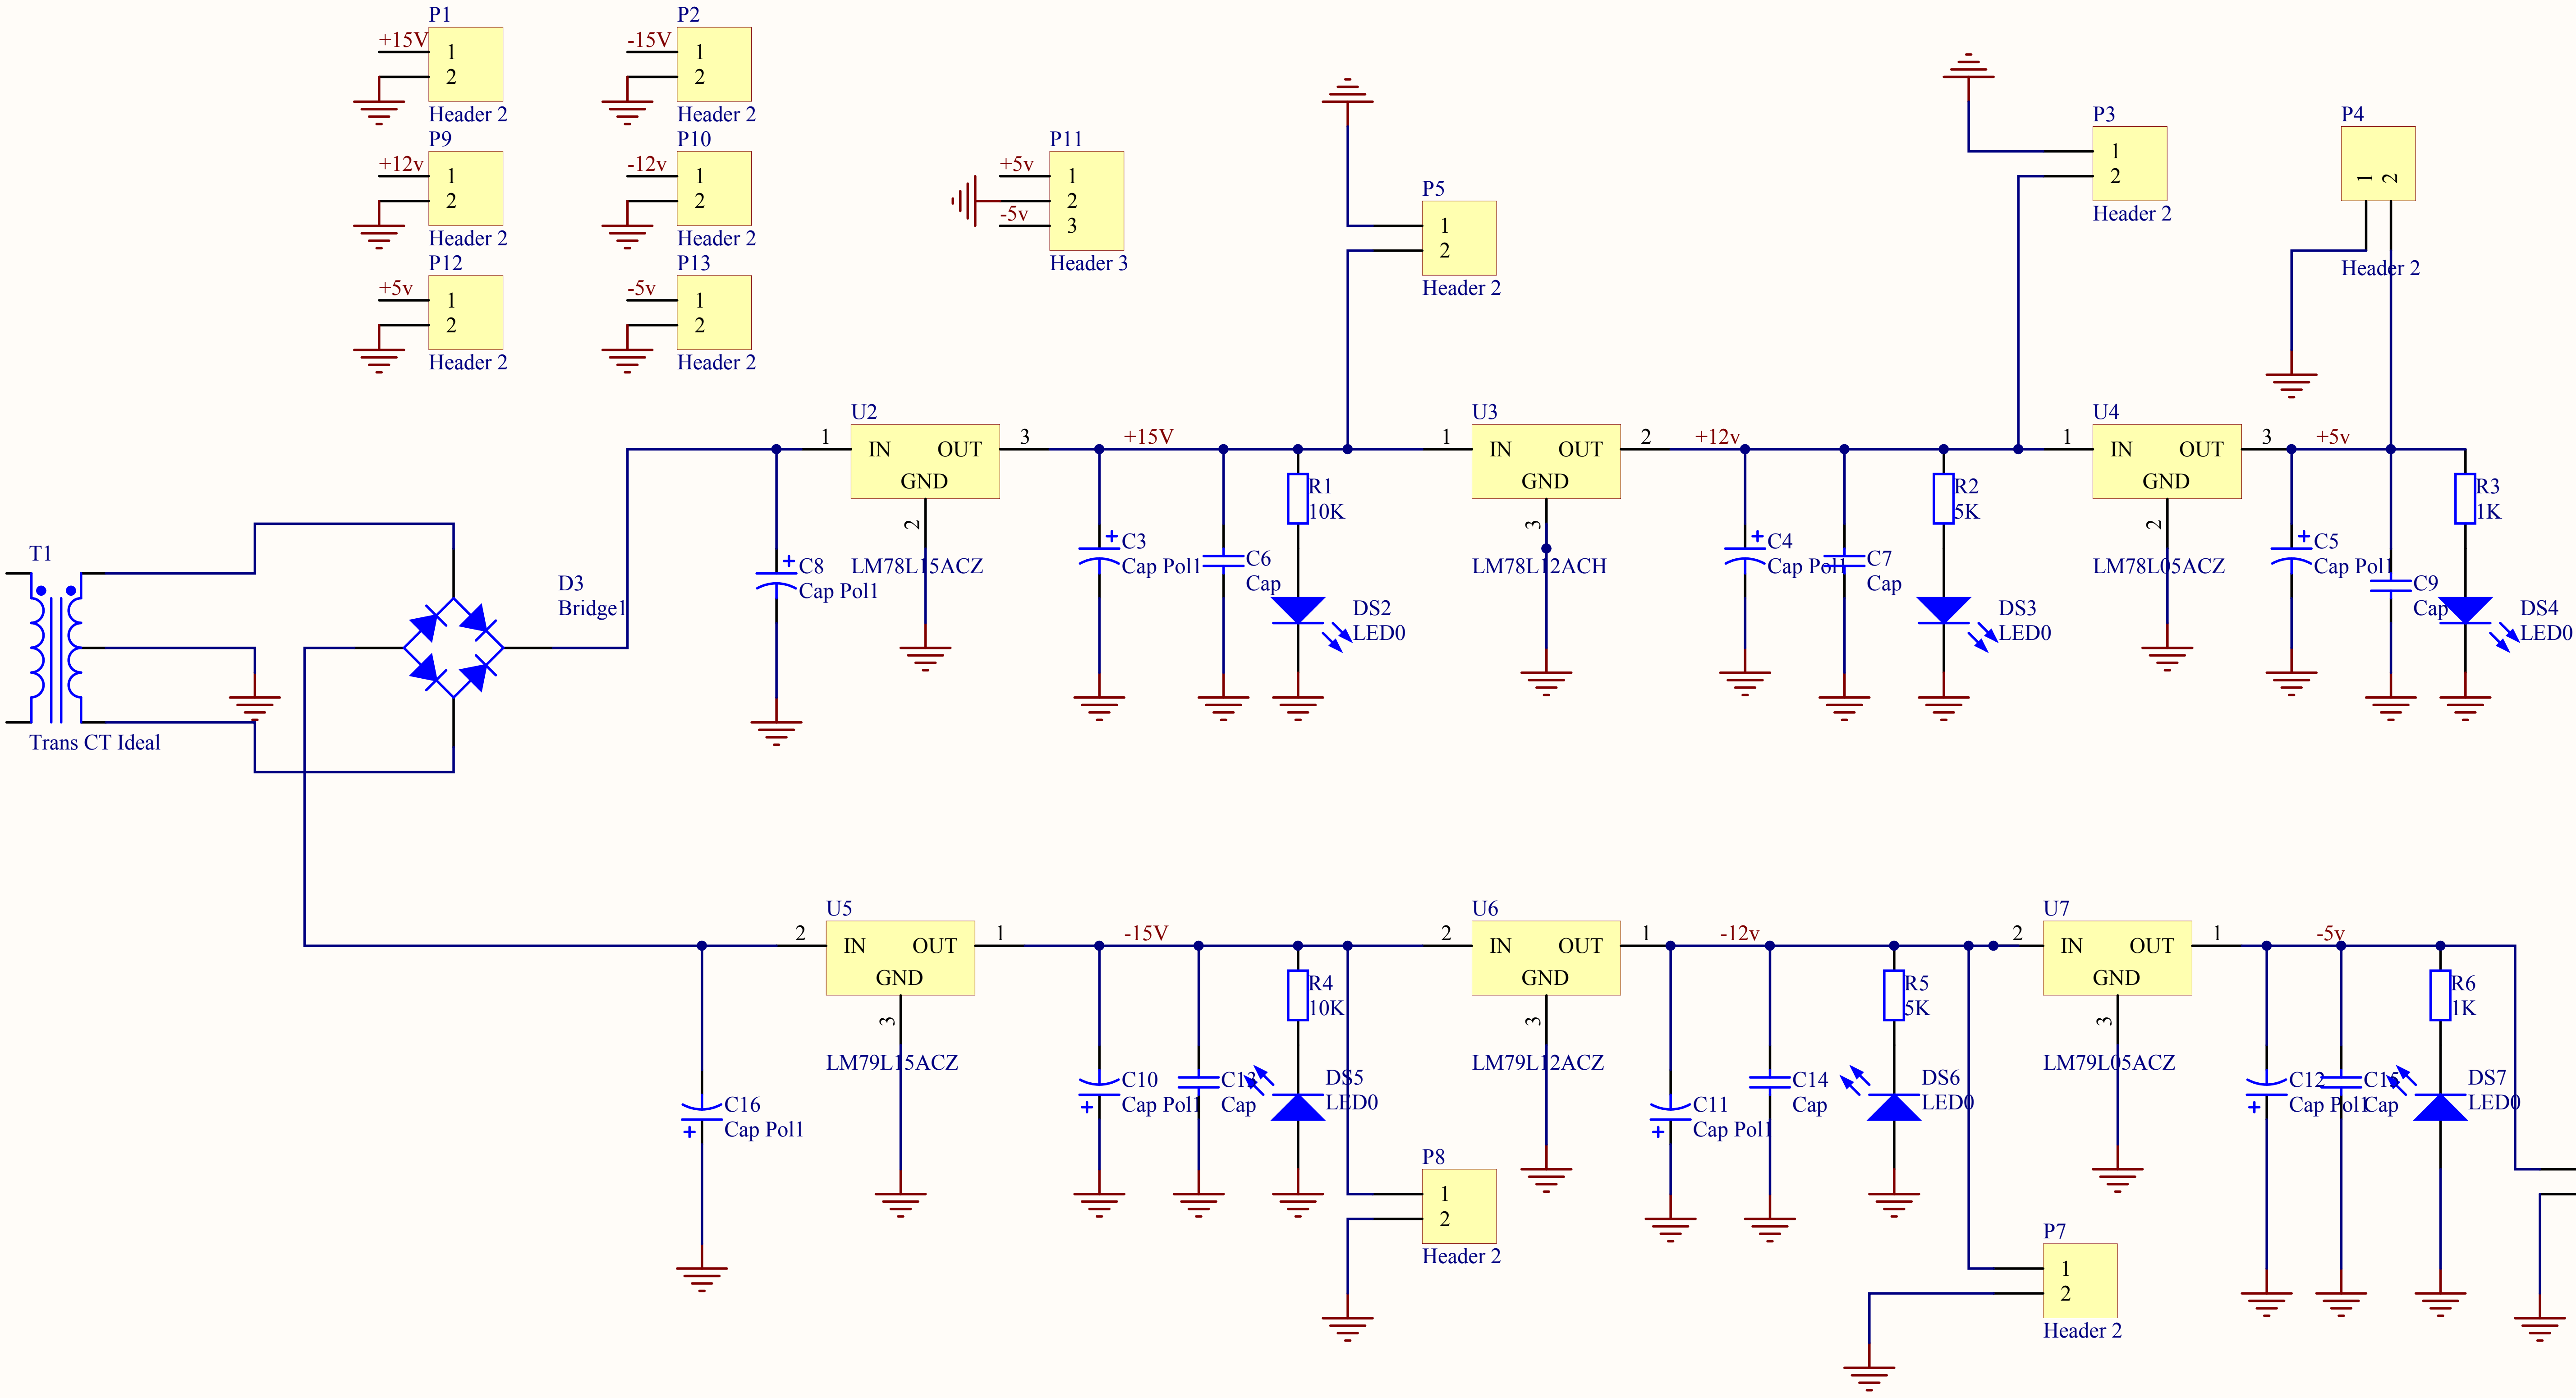 P1
+15V
1
2
Header 2
P2
-15V
1
2
Header 2
P9
+12v
1
2
Header 2
P10
-12v
1
2
Header 2
P12
+5v
1
2
Header 2
P13
-5v
1
2
Header 2
P11
+5v
1
2
-5v
3
Header 3
P5
1
2
Header 2
P3
1
2
Header 2
P4
1
2
Header 2
T1
Trans CT Ideal
D3
Bridge1
C8
Cap Pol1
U2
1
IN
OUT
3
GND
2
LM78L15ACZ
+15V
C3
Cap Pol1
C6
Cap
R1
10K
DS2
LED0
U3
1
IN
OUT
2
GND
3
LM78L12ACH
+12v
C4
Cap Pol1
C7
Cap
R2
5K
DS3
LED0
U4
1
IN
OUT
3
GND
2
LM78L05ACZ
+5v
C5
Cap Pol1
C9
Cap
R3
1K
DS4
LED0
C16
Cap Pol1
U5
2
IN
OUT
1
GND
3
LM79L15ACZ
-15V
C10
Cap Pol1
C13
Cap
R4
10K
DS5
LED0
P8
1
2
Header 2
U6
2
IN
OUT
1
GND
3
LM79L12ACZ
-12v
C11
Cap Pol1
C14
Cap
R5
5K
DS6
LED0
P7
1
2
Header 2
U7
2
IN
OUT
1
GND
3
LM79L05ACZ
-5v
C12
Cap Pol1
C15
Cap
R6
1K
DS7
LED0